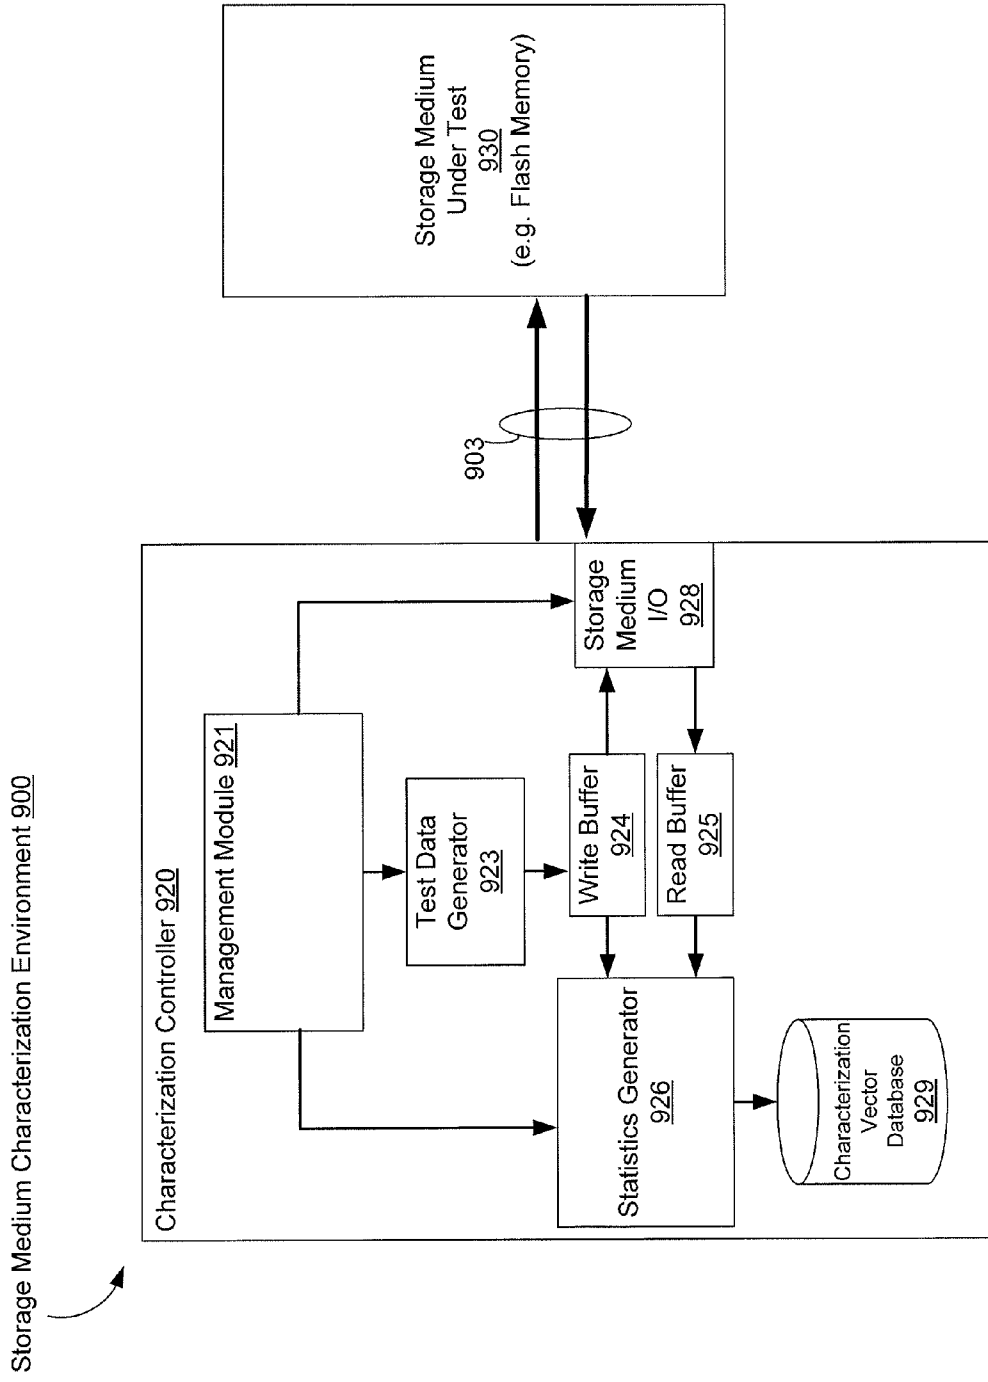 Storage Medium Characterization Environment 900
Characterization Controller 920
Management Module 921
Test Data
Generator
923
Statistics Generator
926
Write Buffer
924
Read Buffer
925
Storage
Medium
I/O
928
Characterization
Vector
Database
929
903
Storage Medium
Under Test
930
(e.g. Flash Memory)